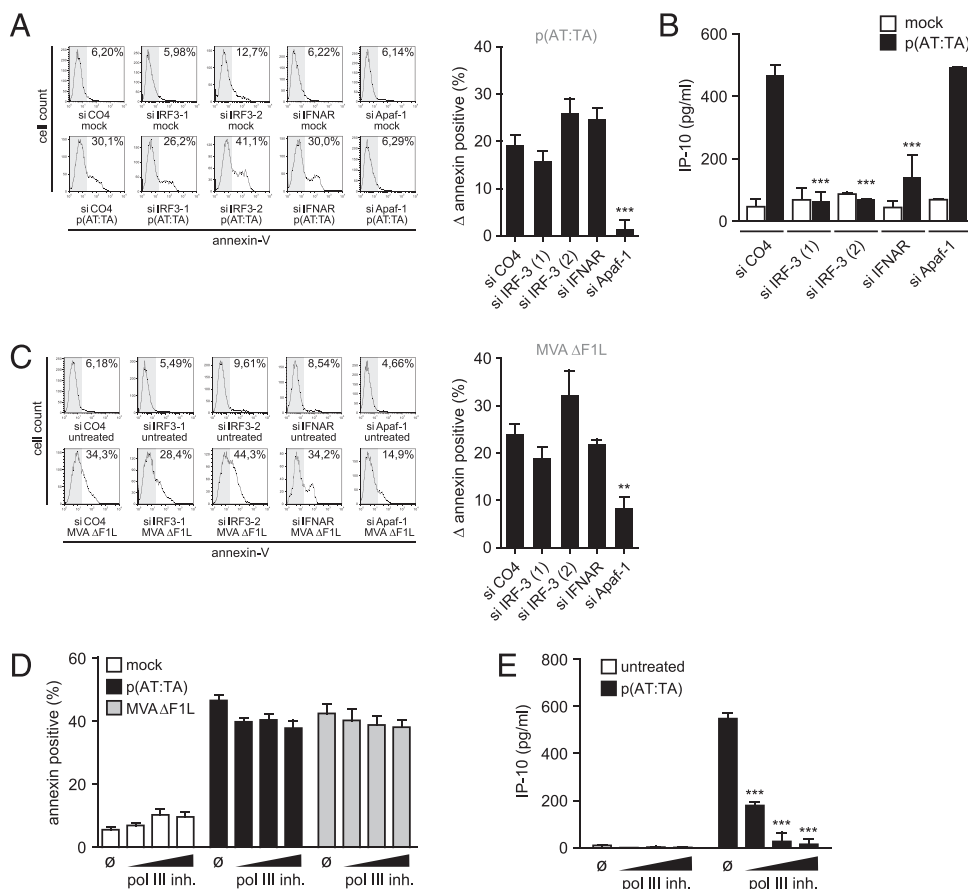 A
6,20% 5,98% 12,7% 6,22% 6,14%
cell count
si CO4 si IRF3-1 si IRF3-2 si IFNAR si Apaf-1
mock mock mock mock mock
30,1% 26,2% 41,1% 30,0% 6,29%
si CO4 si IRF3-1 si IRF3-2 si IFNAR si Apaf-1
p(AT:TA) p(AT:TA) p(AT:TA) p(AT:TA) p(AT:TA)
annexin-V
p(AT:TA)
Δ annexin positive (%)
40
30
20
10
0
***
si CO4
si IRF-3 (1)
si IRF-3 (2)
si IFNAR
si Apaf-1
B
mock
p(AT:TA)
IP-10 (pg/ml)
600
400
200
0
*** *** ***
si CO4
si IRF-3 (1)
si IRF-3 (2)
si IFNAR
si Apaf-1
C
6,18% 5,49% 9,61% 8,54% 4,66%
cell count
si CO4 si IRF3-1 si IRF3-2 si IFNAR si Apaf-1
untreated untreated untreated untreated untreated
34,3% 28,4% 44,3% 34,2% 14,9%
si CO4 si IRF3-1 si IRF3-2 si IFNAR si Apaf-1
MVA ΔF1L MVA ΔF1L MVA ΔF1L MVA ΔF1L MVA ΔF1L
annexin-V
MVA ΔF1L
Δ annexin positive (%)
40
30
20
10
0
**
si CO4
si IRF-3 (1)
si IRF-3 (2)
si IFNAR
si Apaf-1
D
mock
p(AT:TA)
MVA ΔF1L
annexin positive (%)
60
40
20
0
ø ø ø
pol III inh. pol III inh. pol III inh.
E
untreated
p(AT:TA)
IP-10 (pg/ml)
800
600
400
200
0
***
***
***
ø ø
pol III inh. pol III inh.